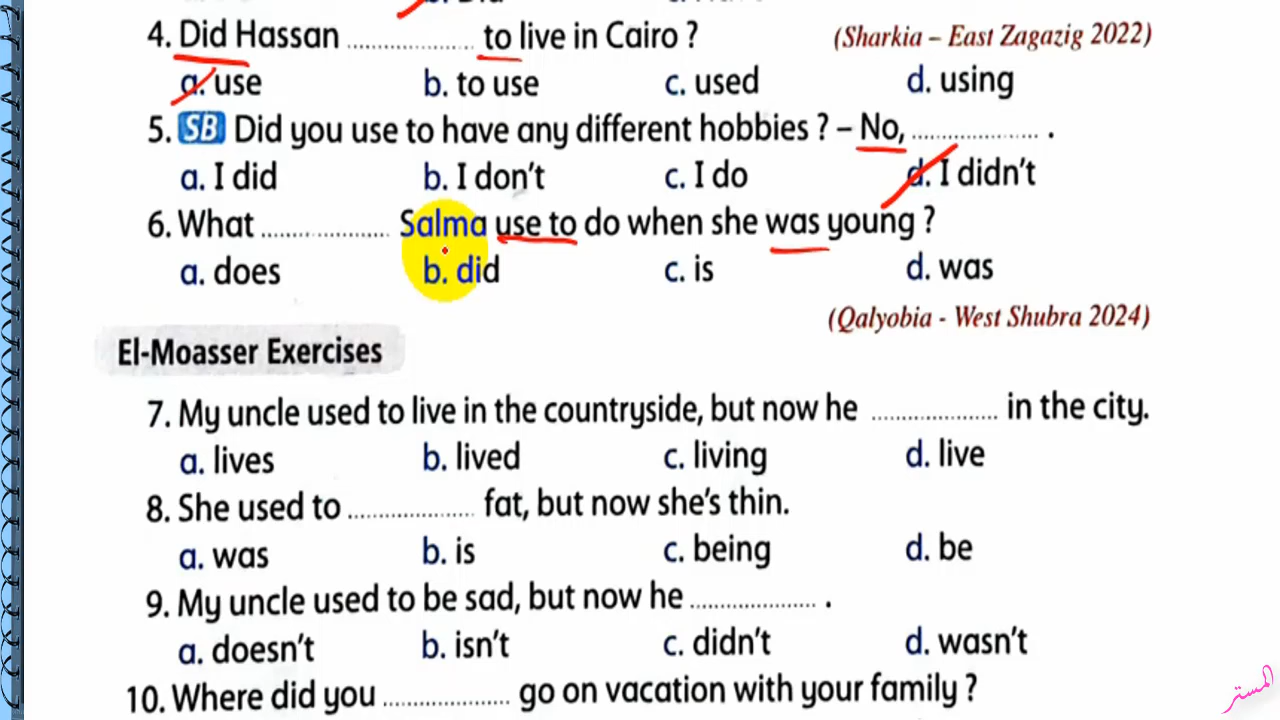 4. Did Hassan .................... to live in Cairo ? (Sharkia – East Zagazig 2022)
a. use b. to use c. used d. using
5. SB Did you use to have any different hobbies ? – No, .................... .
a. I did b. I don't c. I do d. I didn't
6. What .................... Salma use to do when she was young ?
a. does b. did c. is d. was
(Qalyobia - West Shubra 2024)
El-Moasser Exercises
7. My uncle used to live in the countryside, but now he .................... in the city.
a. lives b. lived c. living d. live
8. She used to .................... fat, but now she's thin.
a. was b. is c. being d. be
9. My uncle used to be sad, but now he .................... .
a. doesn't b. isn't c. didn't d. wasn't
10. Where did you .................... go on vacation with your family ?
المستر